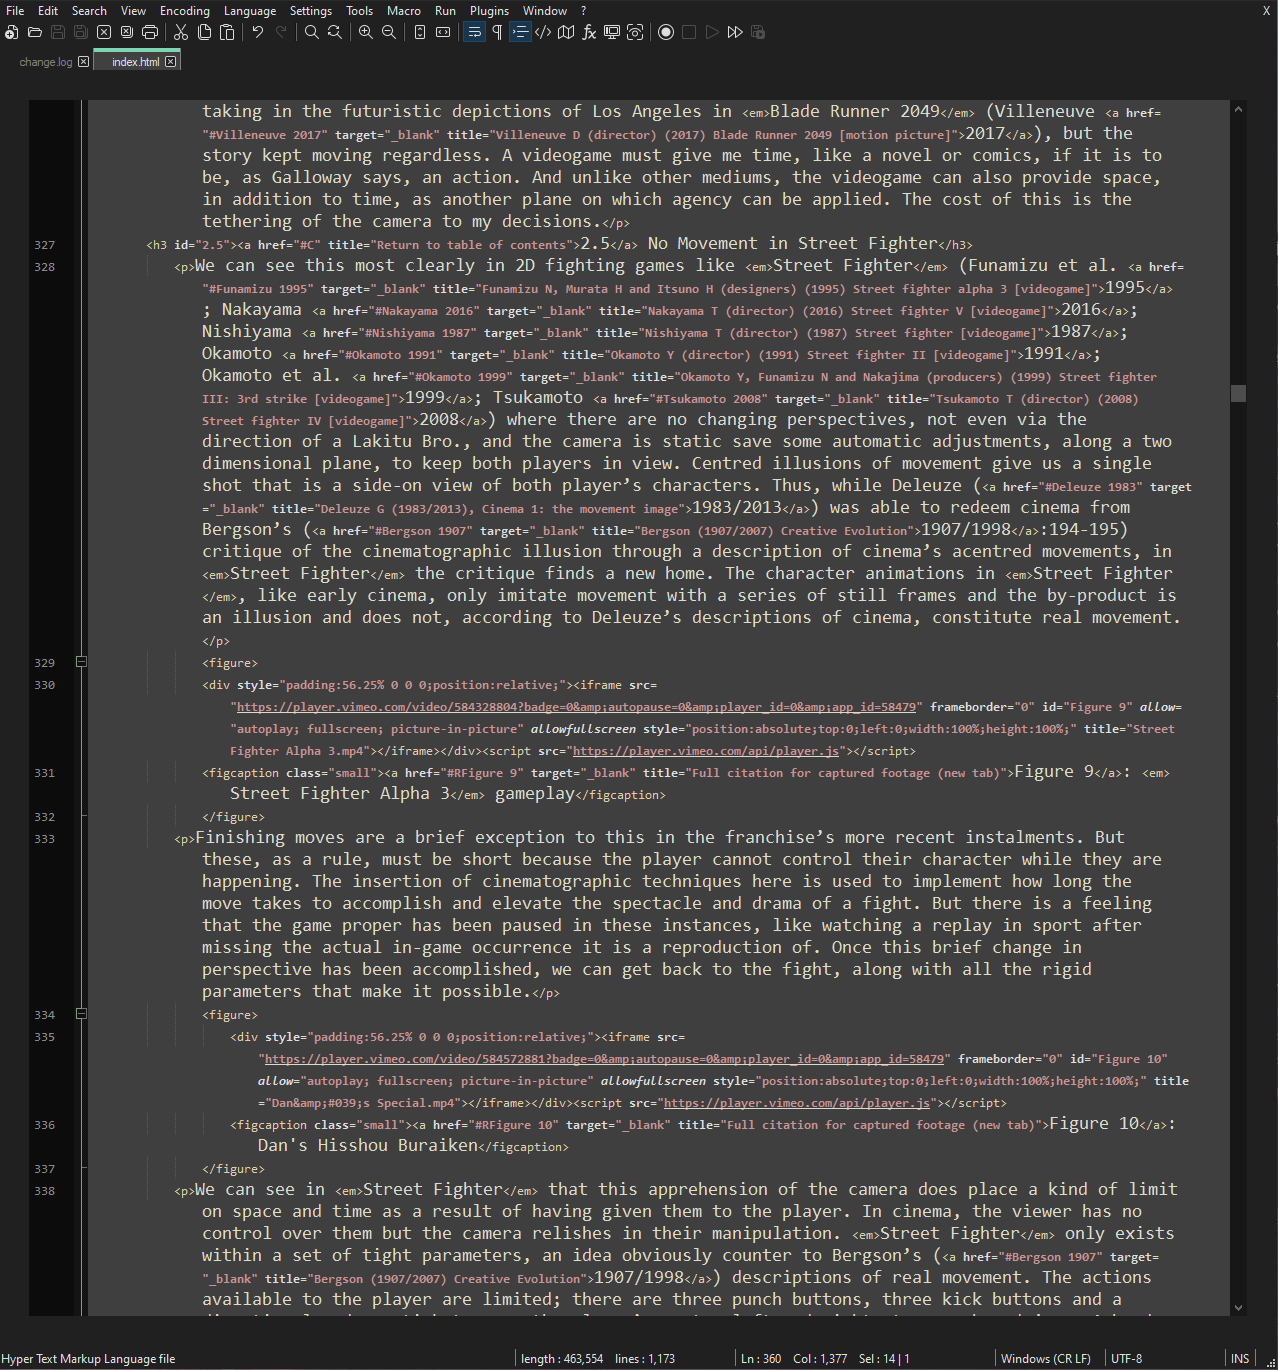 File Edit Search View Encoding Language Settings Tools Macro Run Plugins Window ? X
change.log index.html
taking in the futuristic depictions of Los Angeles in <em>Blade Runner 2049</em> (Villeneuve <a href=
"#Villeneuve 2017" target="_blank" title="Villeneuve D (director) (2017) Blade Runner 2049 [motion picture]">2017</a>), but the
story kept moving regardless. A videogame must give me time, like a novel or comics, if it is to
be, as Galloway says, an action. And unlike other mediums, the videogame can also provide space,
in addition to time, as another plane on which agency can be applied. The cost of this is the
tethering of the camera to my decisions.</p>
327 <h3 id="2.5"><a href="#C" title="Return to table of contents">2.5</a> No Movement in Street Fighter</h3>
328 <p>We can see this most clearly in 2D fighting games like <em>Street Fighter</em> (Funamizu et al. <a href=
"#Funamizu 1995" target="_blank" title="Funamizu N, Murata H and Itsuno H (designers) (1995) Street fighter alpha 3 [videogame]">1995</a>
; Nakayama <a href="#Nakayama 2016" target="_blank" title="Nakayama T (director) (2016) Street fighter V [videogame]">2016</a>;
Nishiyama <a href="#Nishiyama 1987" target="_blank" title="Nishiyama T (director) (1987) Street fighter [videogame]">1987</a>;
Okamoto <a href="#Okamoto 1991" target="_blank" title="Okamoto Y (director) (1991) Street fighter II [videogame]">1991</a>;
Okamoto et al. <a href="#Okamoto 1999" target="_blank" title="Okamoto Y, Funamizu N and Nakajima (producers) (1999) Street fighter
III: 3rd strike [videogame]">1999</a>; Tsukamoto <a href="#Tsukamoto 2008" target="_blank" title="Tsukamoto T (director) (2008)
Street fighter IV [videogame]">2008</a>) where there are no changing perspectives, not even via the
direction of a Lakitu Bro., and the camera is static save some automatic adjustments, along a two
dimensional plane, to keep both players in view. Centred illusions of movement give us a single
shot that is a side-on view of both player’s characters. Thus, while Deleuze (<a href="#Deleuze 1983" target
="_blank" title="Deleuze G (1983/2013), Cinema 1: the movement image">1983/2013</a>) was able to redeem cinema from
Bergson’s (<a href="#Bergson 1907" target="_blank" title="Bergson (1907/2007) Creative Evolution">1907/1998</a>:194-195)
critique of the cinematographic illusion through a description of cinema’s acentred movements, in
<em>Street Fighter</em> the critique finds a new home. The character animations in <em>Street Fighter
</em>, like early cinema, only imitate movement with a series of still frames and the by-product is
an illusion and does not, according to Deleuze’s descriptions of cinema, constitute real movement.
</p>
329 <figure>
330 <div style="padding:56.25% 0 0 0;position:relative;"><iframe src=
"https://player.vimeo.com/video/584328804?badge=0&amp;autopause=0&amp;player_id=0&amp;app_id=58479" frameborder="0" id="Figure 9" allow=
"autoplay; fullscreen; picture-in-picture" allowfullscreen style="position:absolute;top:0;left:0;width:100%;height:100%;" title="Street
Fighter Alpha 3.mp4"></iframe></div><script src="https://player.vimeo.com/api/player.js"></script>
331 <figcaption class="small"><a href="#RFigure 9" target="_blank" title="Full citation for captured footage (new tab)">Figure 9</a>: <em>
Street Fighter Alpha 3</em> gameplay</figcaption>
332 </figure>
333 <p>Finishing moves are a brief exception to this in the franchise’s more recent instalments. But
these, as a rule, must be short because the player cannot control their character while they are
happening. The insertion of cinematographic techniques here is used to implement how long the
move takes to accomplish and elevate the spectacle and drama of a fight. But there is a feeling
that the game proper has been paused in these instances, like watching a replay in sport after
missing the actual in-game occurrence it is a reproduction of. Once this brief change in
perspective has been accomplished, we can get back to the fight, along with all the rigid
parameters that make it possible.</p>
334 <figure>
335 <div style="padding:56.25% 0 0 0;position:relative;"><iframe src=
"https://player.vimeo.com/video/584572881?badge=0&amp;autopause=0&amp;player_id=0&amp;app_id=58479" frameborder="0" id="Figure 10"
allow="autoplay; fullscreen; picture-in-picture" allowfullscreen style="position:absolute;top:0;left:0;width:100%;height:100%;" title
="Dan&amp;#039;s Special.mp4"></iframe></div><script src="https://player.vimeo.com/api/player.js"></script>
336 <figcaption class="small"><a href="#RFigure 10" target="_blank" title="Full citation for captured footage (new tab)">Figure 10</a>:
Dan's Hisshou Buraiken</figcaption>
337 </figure>
338 <p>We can see in <em>Street Fighter</em> that this apprehension of the camera does place a kind of limit
on space and time as a result of having given them to the player. In cinema, the viewer has no
control over them but the camera relishes in their manipulation. <em>Street Fighter</em> only exists
within a set of tight parameters, an idea obviously counter to Bergson’s (<a href="#Bergson 1907" target=
"_blank" title="Bergson (1907/2007) Creative Evolution">1907/1998</a>) descriptions of real movement. The actions
available to the player are limited; there are three punch buttons, three kick buttons and a
Hyper Text Markup Language file length : 463,554 lines : 1,173 Ln : 360 Col : 1,377 Sel : 14 | 1 Windows (CR LF) UTF-8 INS